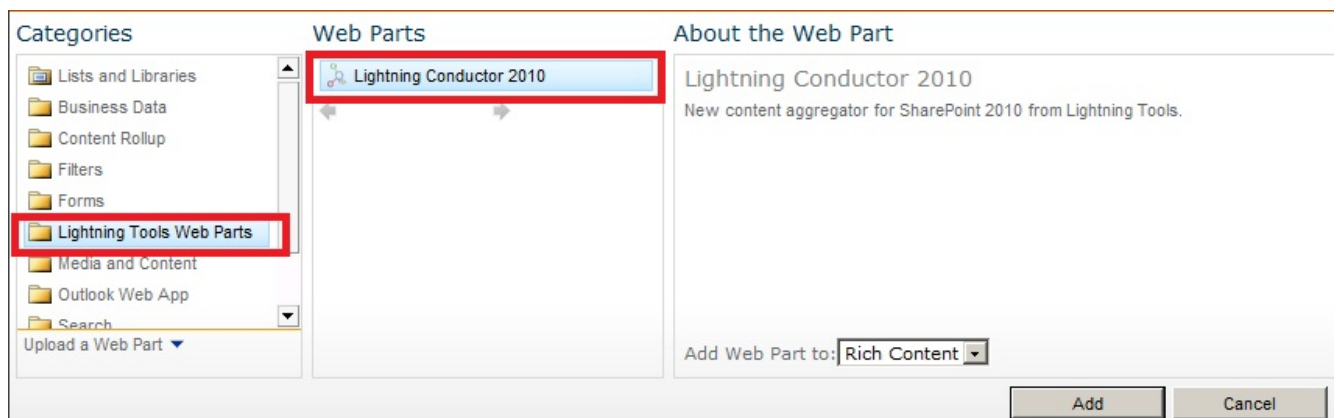 Categories
Lists and Libraries
Business Data
Content Rollup
Filters
Forms
Lightning Tools Web Parts
Media and Content
Outlook Web App
Search
Upload a Web Part
Web Parts
Lightning Conductor 2010
About the Web Part
Lightning Conductor 2010
New content aggregator for SharePoint 2010 from Lightning Tools.
Add Web Part to: Rich Content
Add
Cancel